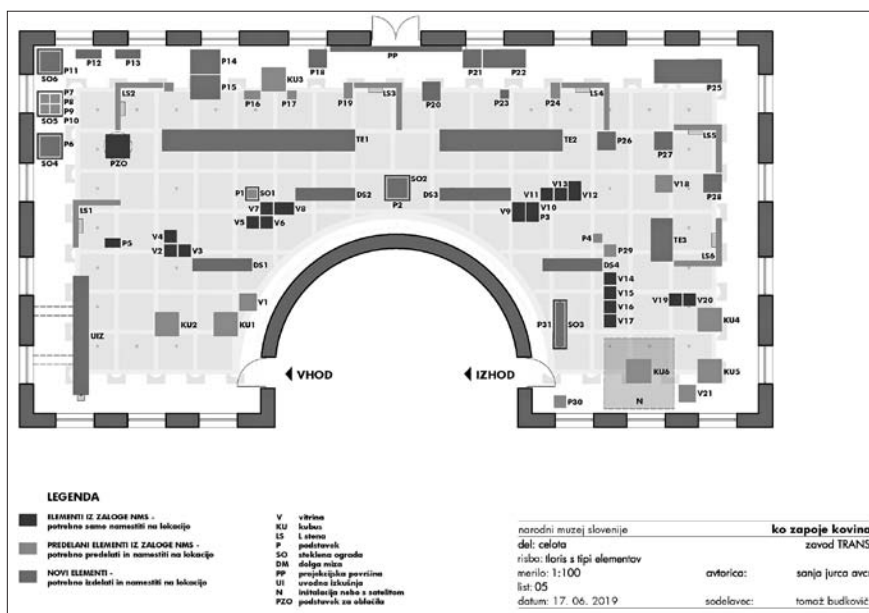 P11
P12
P13
P14
P18
PP
P21
P22
SO6
KU3
P7
P8
P9
P10
SO5
LS2
P15
P16
P17
P19
LS3
P20
P23
P24
LS4
P25
P6
SO4
PZO
TE1
TE2
P26
P27
LS5
P1
SO1
DS2
SO2
P2
DS3
V13
V11
V12
V18
P28
V7
V8
V5
V6
V9
V10
P3
LS1
P5
V4
V2
V3
DS1
P4
P29
DS4
TE3
LS6
V1
V14
V15
V16
V17
V19
V20
UIZ
KU2
KU1
P31
SO3
KU4
VHOD
IZHOD
KU6
KU5
V21
P30
N
LEGENDA
ELEMENTI IZ ZALOGE NMS -
potrebno samo namestiti na lokacijo
PREDELANI ELEMENTI IZ ZALOGE NMS -
potrebno predelati in namestiti na lokacijo
NOVI ELEMENTI -
potrebno izdelati in namestiti na lokacijo
V vitrina
KU kubus
LS L stena
P podstavek
SO steklena ograda
DM dolga miza
PP projekcijska površina
UI uvodna izkušnja
N inštalacija nebo s satelitom
PZO podstavek za oblačila
narodni muzej slovenije ko zapoje kovina
del: celota zavod TRANS
risba: tloris s tipi elementov
merilo: 1:100 avtorica: sanja jurca avc
list: 05
datum: 17. 06. 2019 sodelavec: tomaž budkovič